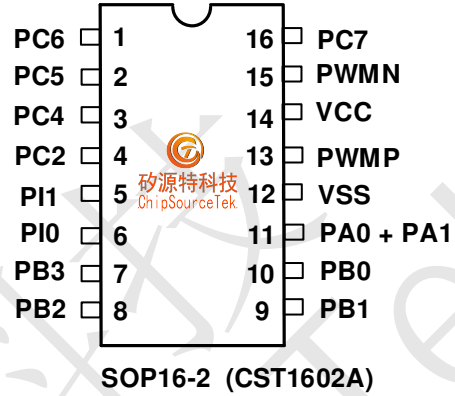 PC6 1 16 PC7
PC5 2 15 PWMN
PC4 3 14 VCC
PC2 4 13 PWMP
矽源特科技
ChipSourceTek
PI1 5 12 VSS
PI0 6 11 PA0 + PA1
PB3 7 10 PB0
PB2 8 9 PB1
SOP16-2 (CST1602A)